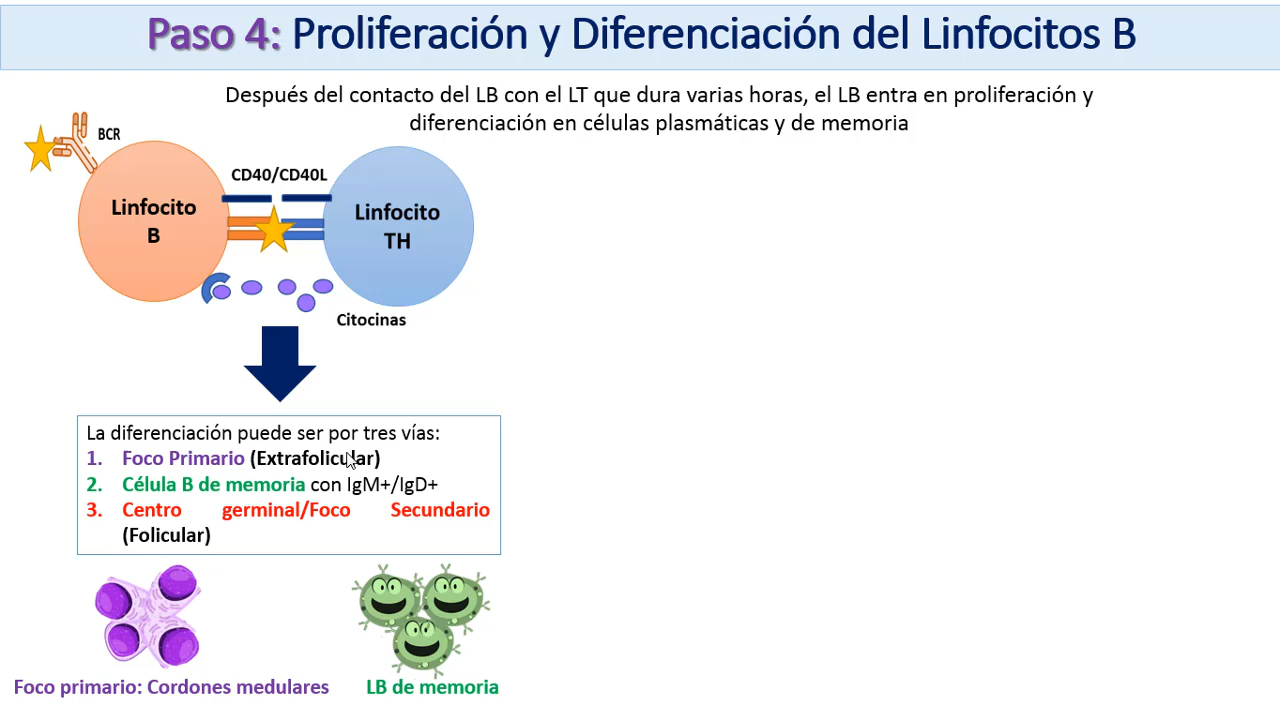 Paso 4: Proliferación y Diferenciación del Linfocitos B
Después del contacto del LB con el LT que dura varias horas, el LB entra en proliferación y
diferenciación en células plasmáticas y de memoria
BCR
CD40/CD40L
Linfocito
B
Linfocito
TH
Citocinas
La diferenciación puede ser por tres vías:
1. Foco Primario (Extrafolicular)
2. Célula B de memoria con IgM+/IgD+
3. Centro germinal/Foco Secundario
(Folicular)
Foco primario: Cordones medulares
LB de memoria